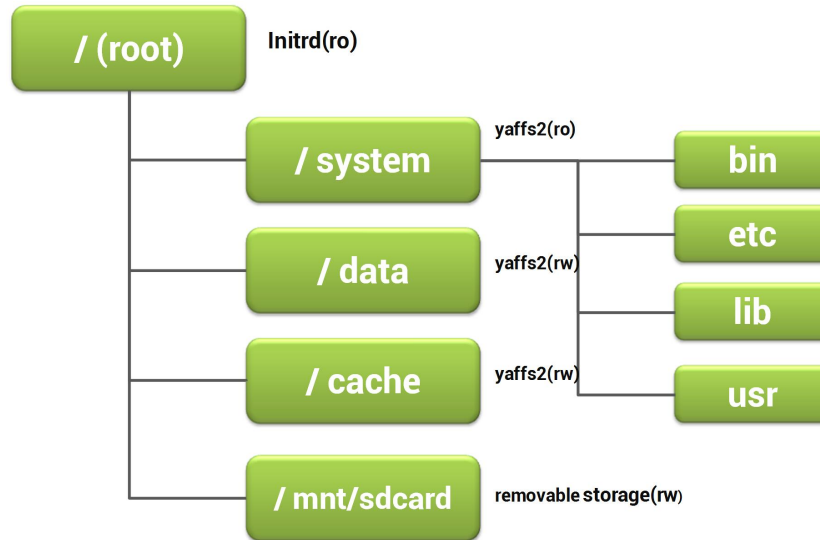 / (root)
Initrd(ro)
/ system
yaffs2(ro)
bin
etc
/ data
yaffs2(rw)
lib
/ cache
yaffs2(rw)
usr
/ mnt/sdcard
removable storage(rw)